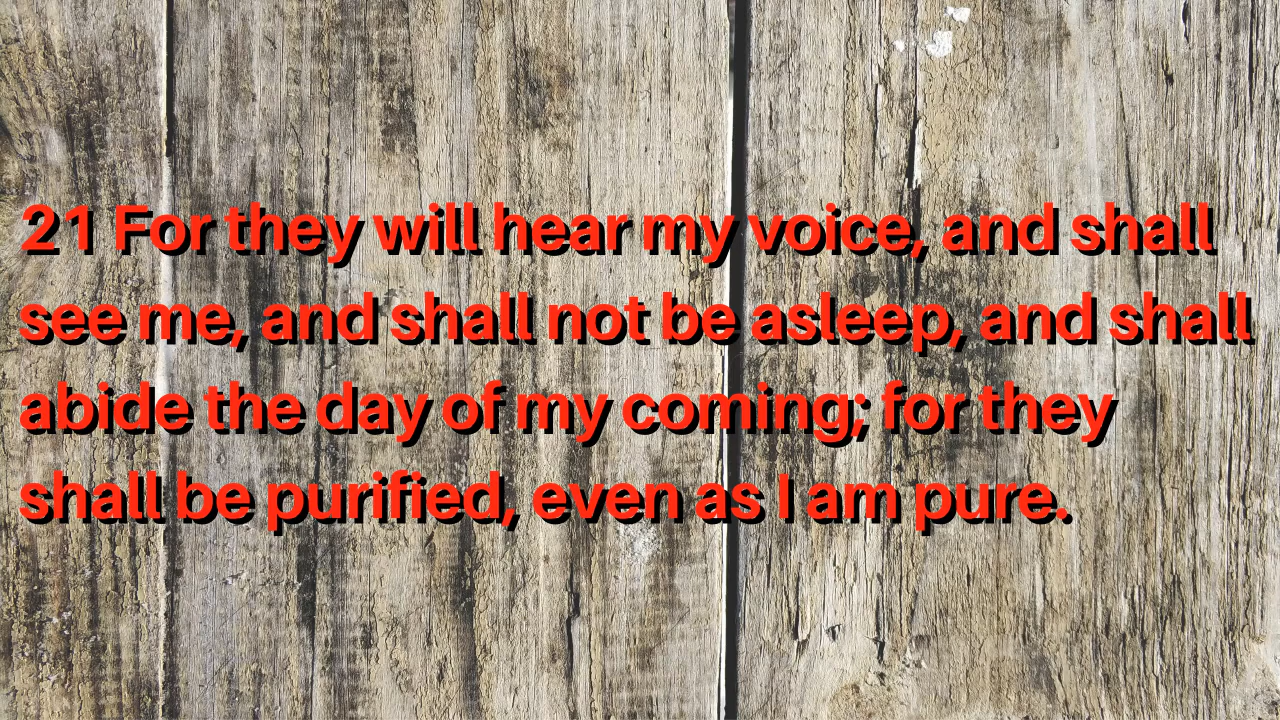 21 For they will hear my voice, and shall
see me, and shall not be asleep, and shall
abide the day of my coming; for they
shall be purified, even as I am pure.